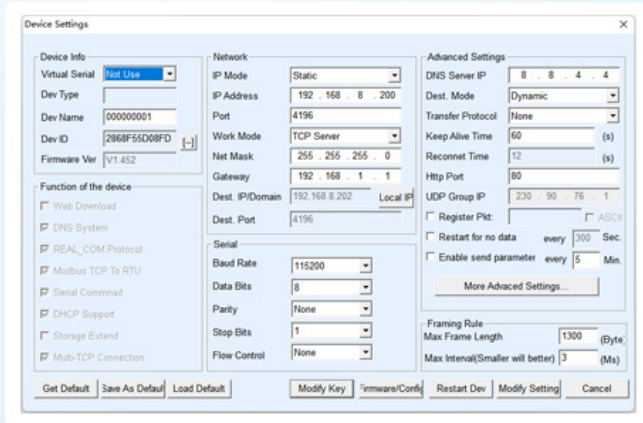 Device Settings
Device Info
Virtual Serial Not Use
Dev Type
Dev Name 000000001
Dev ID 2868F55D08FD [--]
Firmware Ver V1.452
Function of the device
Web Download
DNS System
REAL_COM Protocol
Modbus TCP To RTU
Serial Commnad
DHCP Support
Storage Extend
Multi-TCP Connection
Network
IP Mode Static
IP Address 192 . 168 . 8 . 200
Port 4196
Work Mode TCP Server
Net Mask 255 . 255 . 255 . 0
Gateway 192 . 168 . 1 . 1
Dest. IP/Domain 192.168.8.202 Local IP
Dest. Port 4196
Serial
Baud Rate 115200
Data Bits 8
Parity None
Stop Bits 1
Flow Control None
Advanced Settings
DNS Server IP 8 . 8 . 4 . 4
Dest. Mode Dynamic
Transfer Protocol None
Keep Alive Time 60 (s)
Reconnet Time 12 (s)
Http Port 80
UDP Group IP 230 . 90 . 76 . 1
Register Pkt: ASCII
Restart for no data every 300 Sec.
Enable send parameter every 5 Min.
More Advaced Settings...
Framing Rule
Max Frame Length 1300 (Byte)
Max Interval(Smaller will better) 3 (Ms)
Get Default Save As Default Load Default Modify Key Firmware/Config Restart Dev Modify Setting Cancel